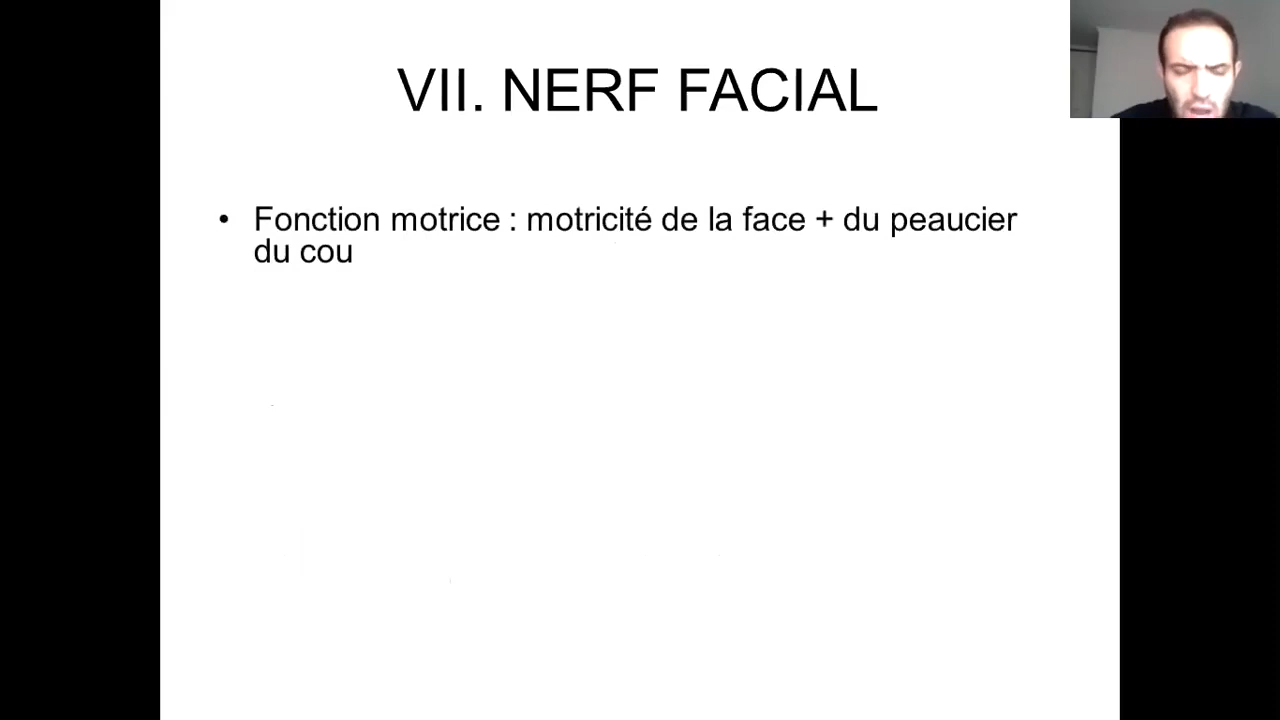 VII. NERF FACIAL
• Fonction motrice : motricité de la face + du peaucier
du cou